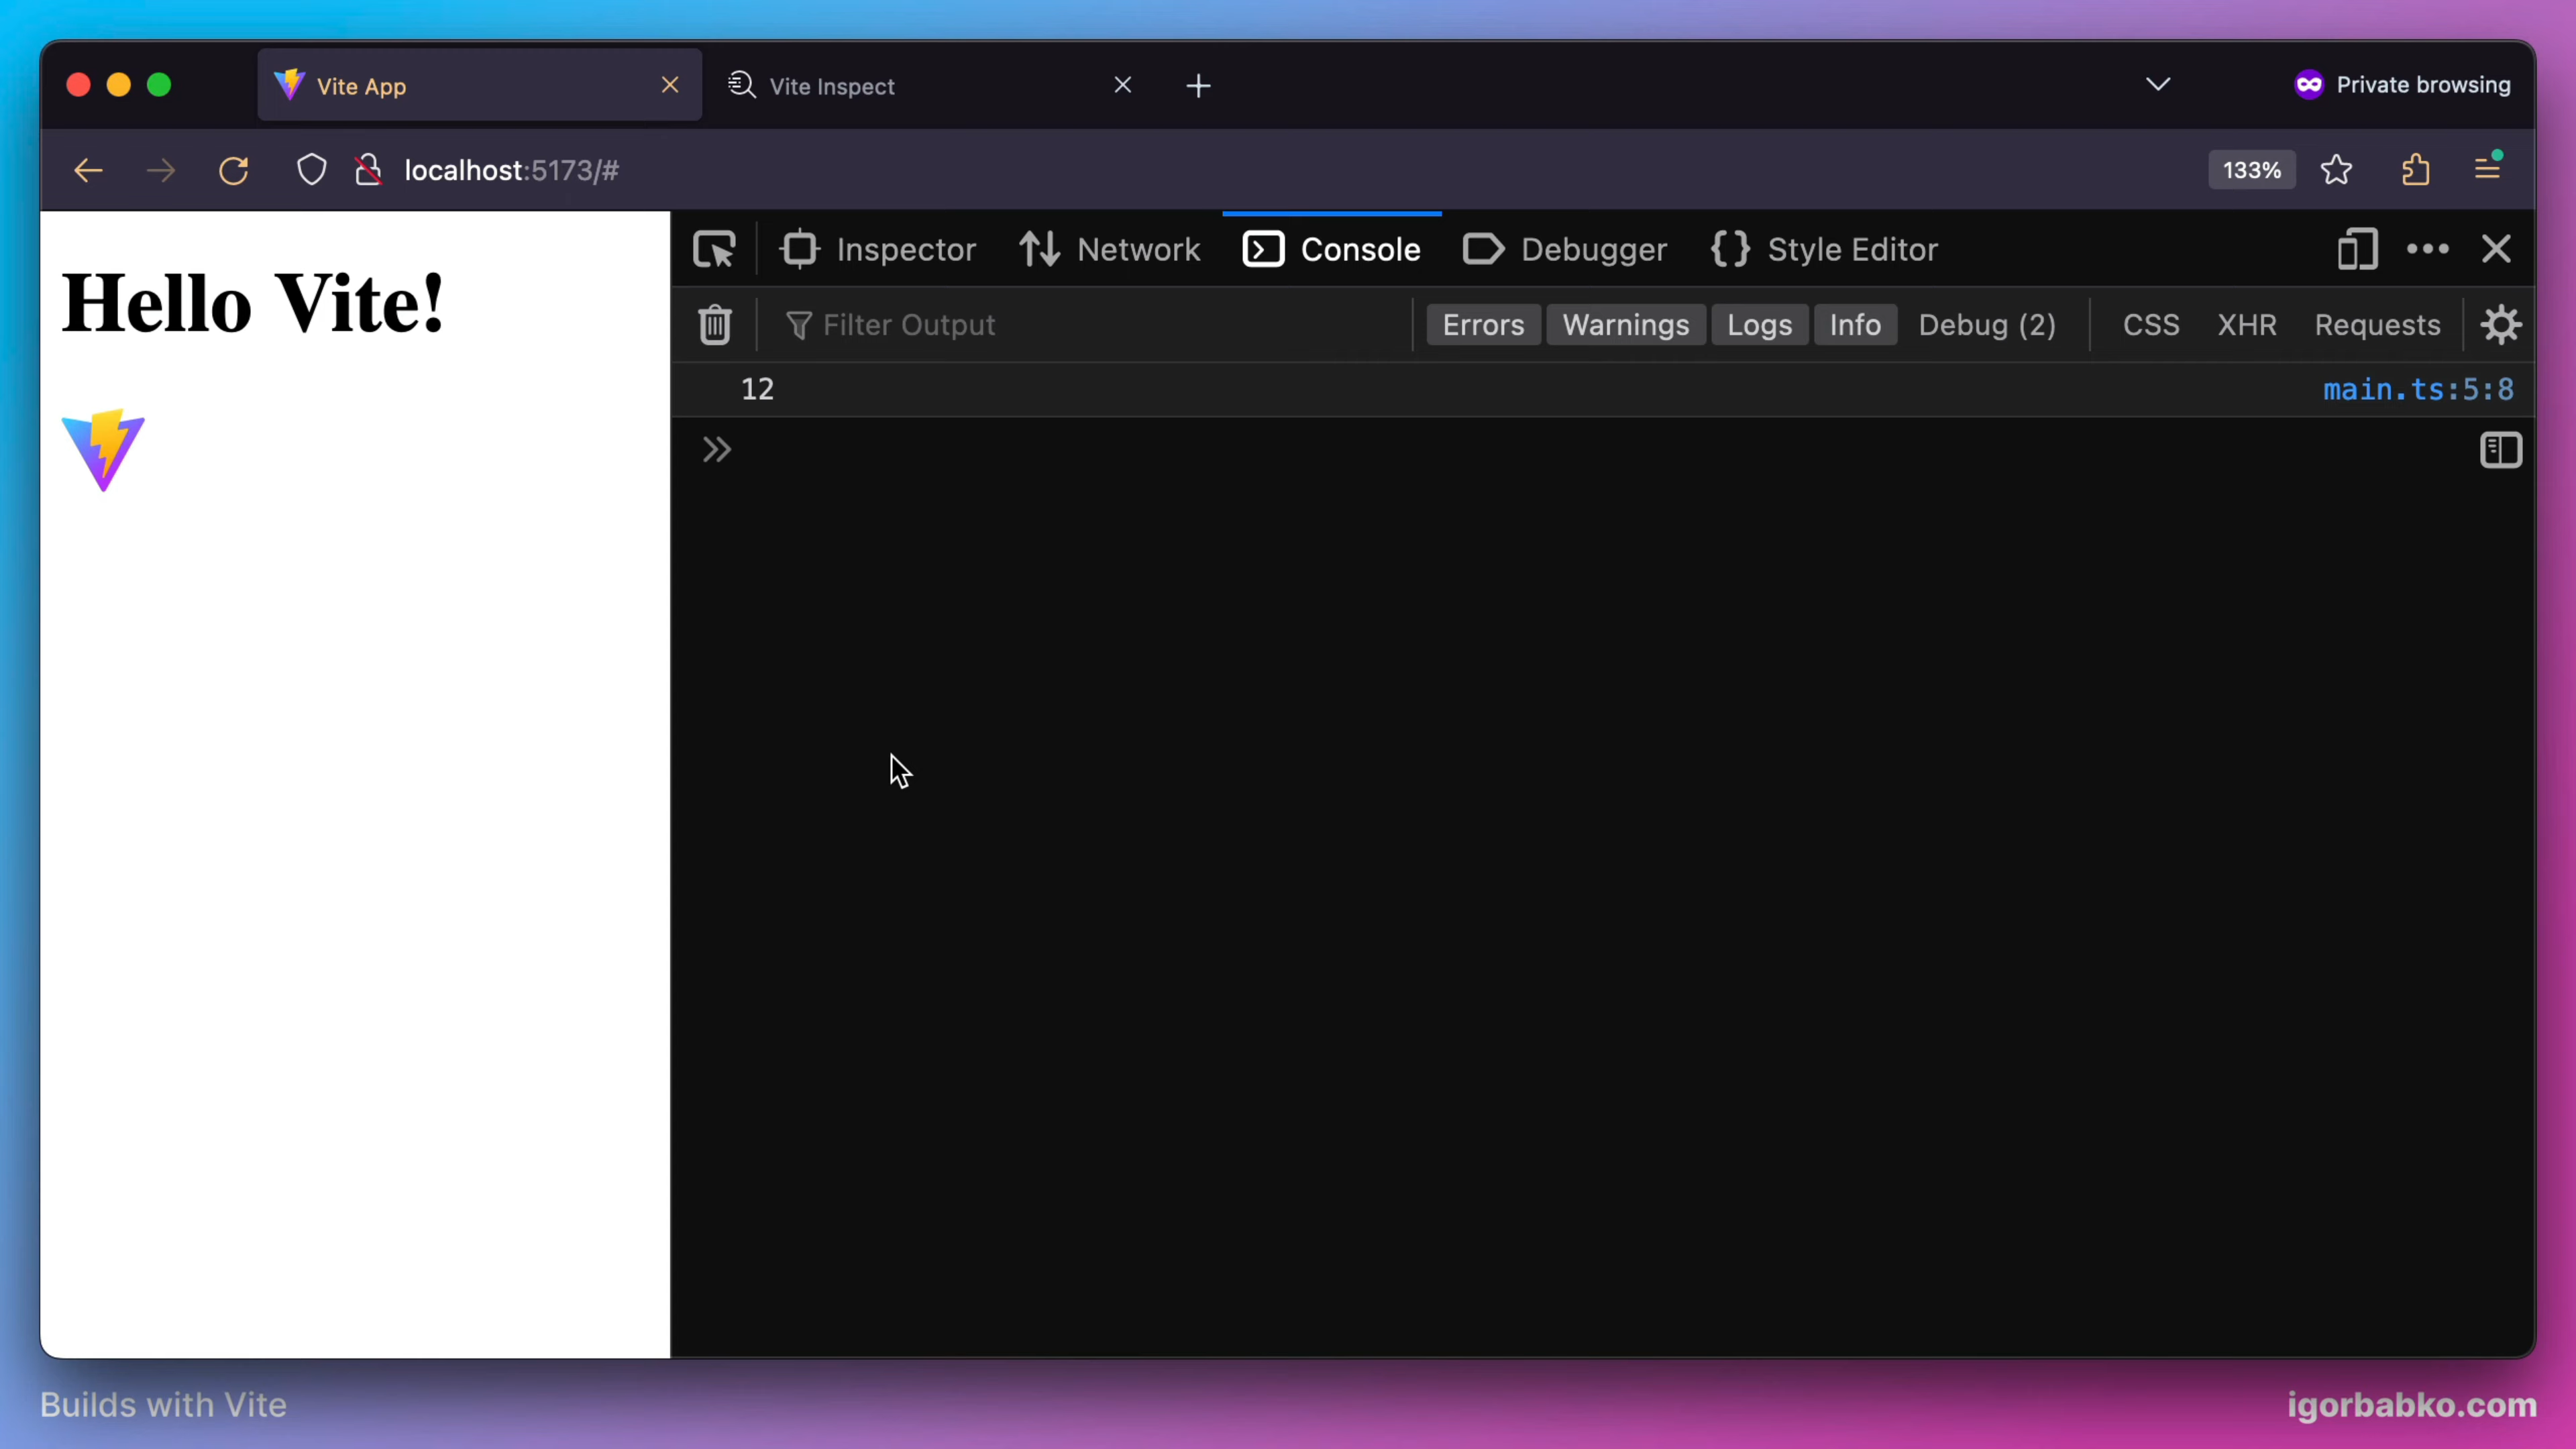 Vite App
Vite Inspect
Private browsing
localhost:5173/#
133%
Hello Vite!
Inspector
Network
Console
Debugger
Style Editor
Filter Output
Errors
Warnings
Logs
Info
Debug (2)
CSS
XHR
Requests
12
main.ts:5:8
Builds with Vite
igorbabko.com